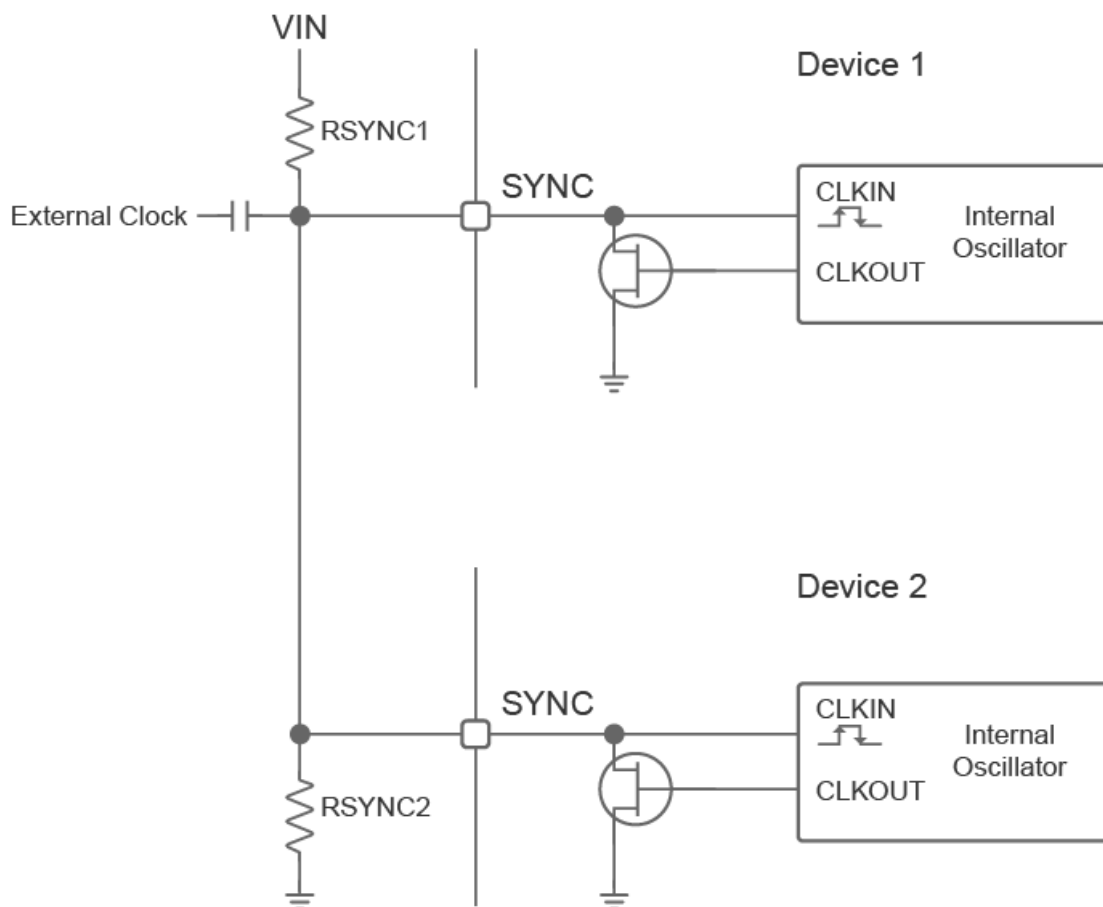 VIN
Device 1
RSYNC1
SYNC
External Clock
CLKIN
Internal
Oscillator
CLKOUT
Device 2
SYNC
CLKIN
Internal
Oscillator
CLKOUT
RSYNC2